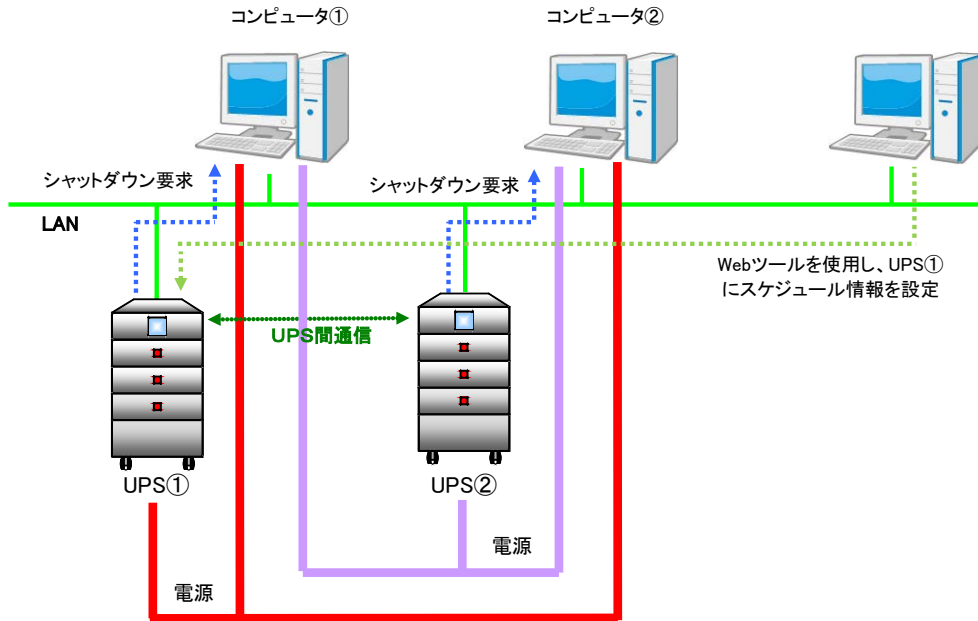 コンピュータ①
コンピュータ②
シャットダウン要求
シャットダウン要求
LAN
Webツールを使用し、UPS①
にスケジュール情報を設定
UPS間通信
UPS①
UPS②
電源
電源